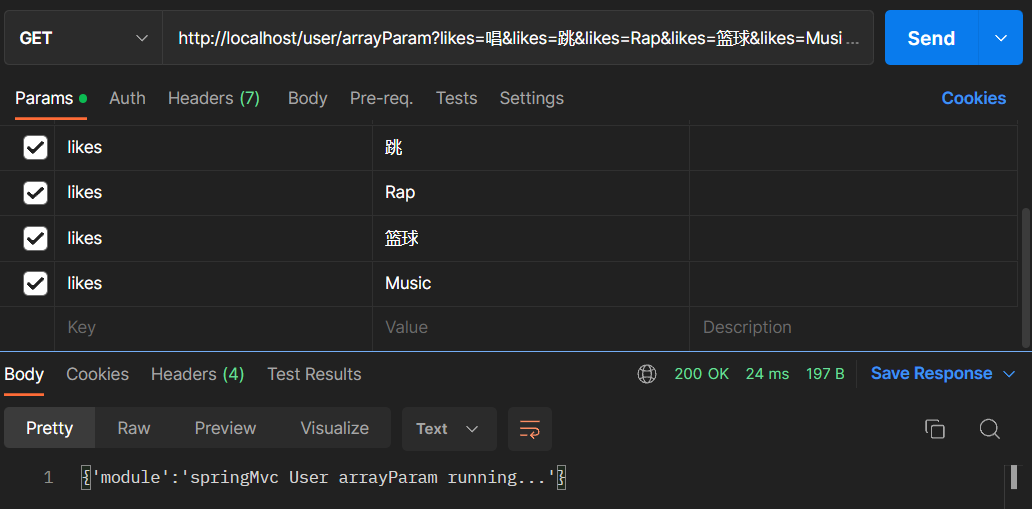 GET http://localhost/user/arrayParam?likes=唱&likes=跳&likes=Rap&likes=篮球&likes=Musi... Send
Params Auth Headers (7) Body Pre-req. Tests Settings Cookies
likes 跳
likes Rap
likes 篮球
likes Music
Key Value Description
Body Cookies Headers (4) Test Results 200 OK 24 ms 197 B Save Response
Pretty Raw Preview Visualize Text
1 {'module':'springMvc User arrayParam running...'}